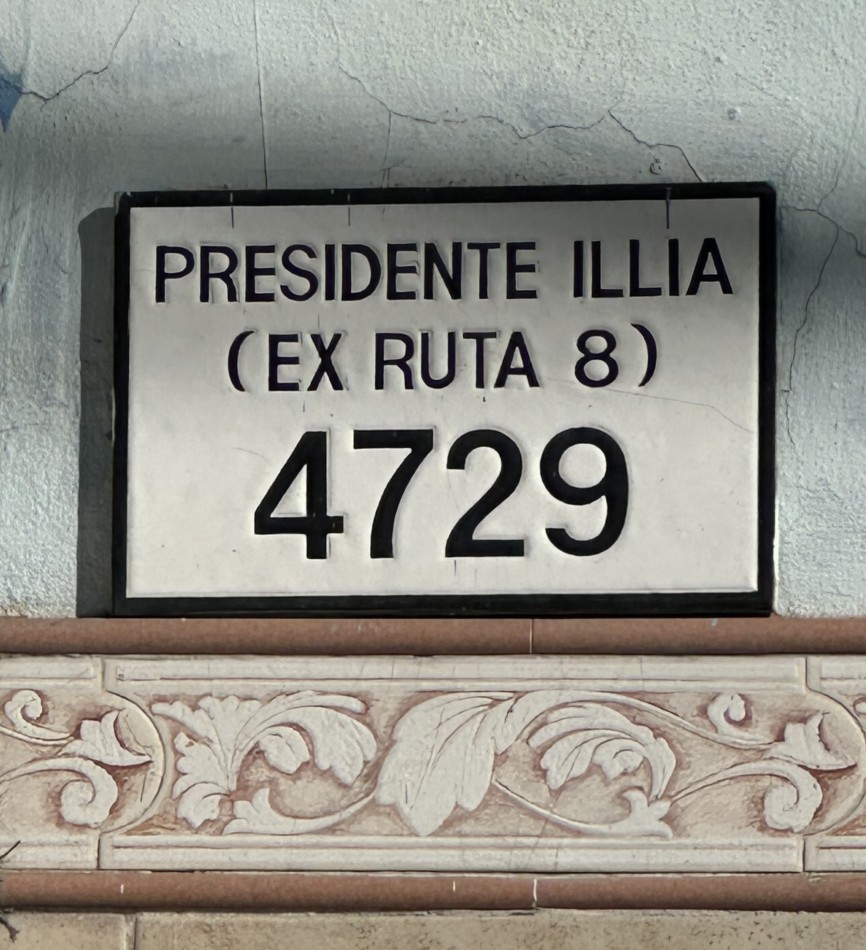 PRESIDENTE ILLIA
(EX RUTA 8)
4729